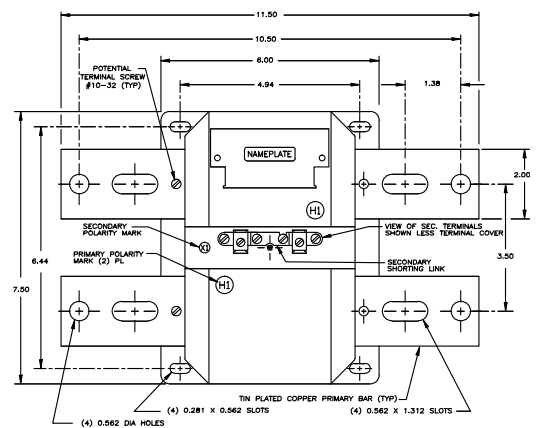 11.50
10.50
6.00
4.94
1.38
POTENTIAL
TERMINAL SCREW
#10-32 (TYP)
NAMEPLATE
2.00
H1
SECONDARY
POLARITY MARK
X1
VIEW OF SEC. TERMINALS
SHOWN LESS TERMINAL COVER
3.50
6.44
PRIMARY POLARITY
MARK (2) PL
SECONDARY
SHORTING LINK
7.50
H1
TIN PLATED COPPER PRIMARY BAR (TYP)
(4) 0.281 X 0.562 SLOTS
(4) 0.562 X 1.312 SLOTS
(4) 0.562 DIA HOLES